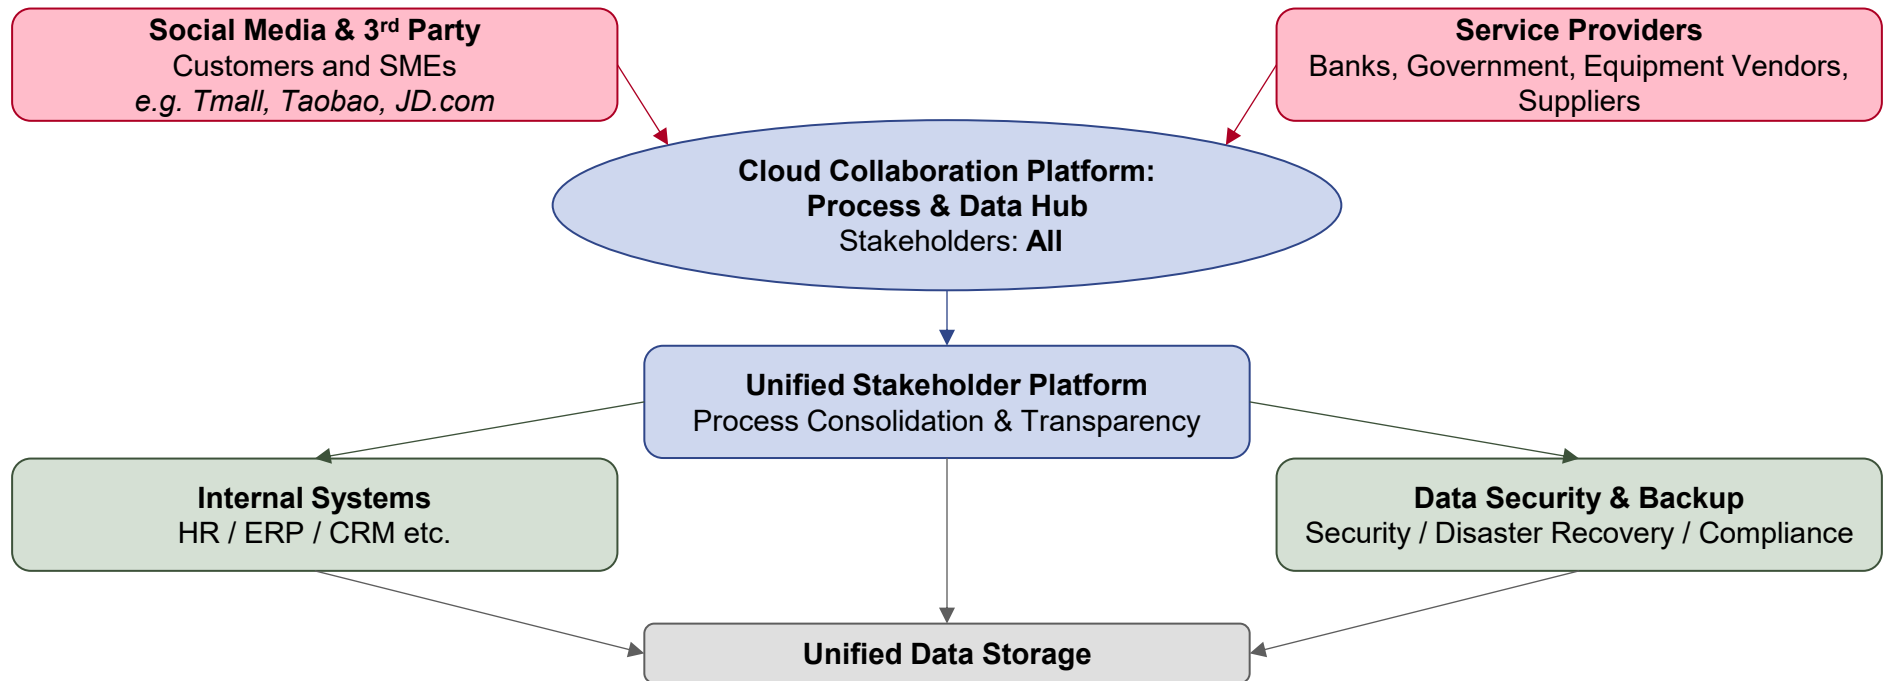 Social Media & 3rd Party
Customers and SMEs
e.g. Tmall, Taobao, JD.com
Service Providers
Banks, Government, Equipment Vendors,
Suppliers
Cloud Collaboration Platform:
Process & Data Hub
Stakeholders: All
Unified Stakeholder Platform
Process Consolidation & Transparency
Internal Systems
HR / ERP / CRM etc.
Data Security & Backup
Security / Disaster Recovery / Compliance
Unified Data Storage